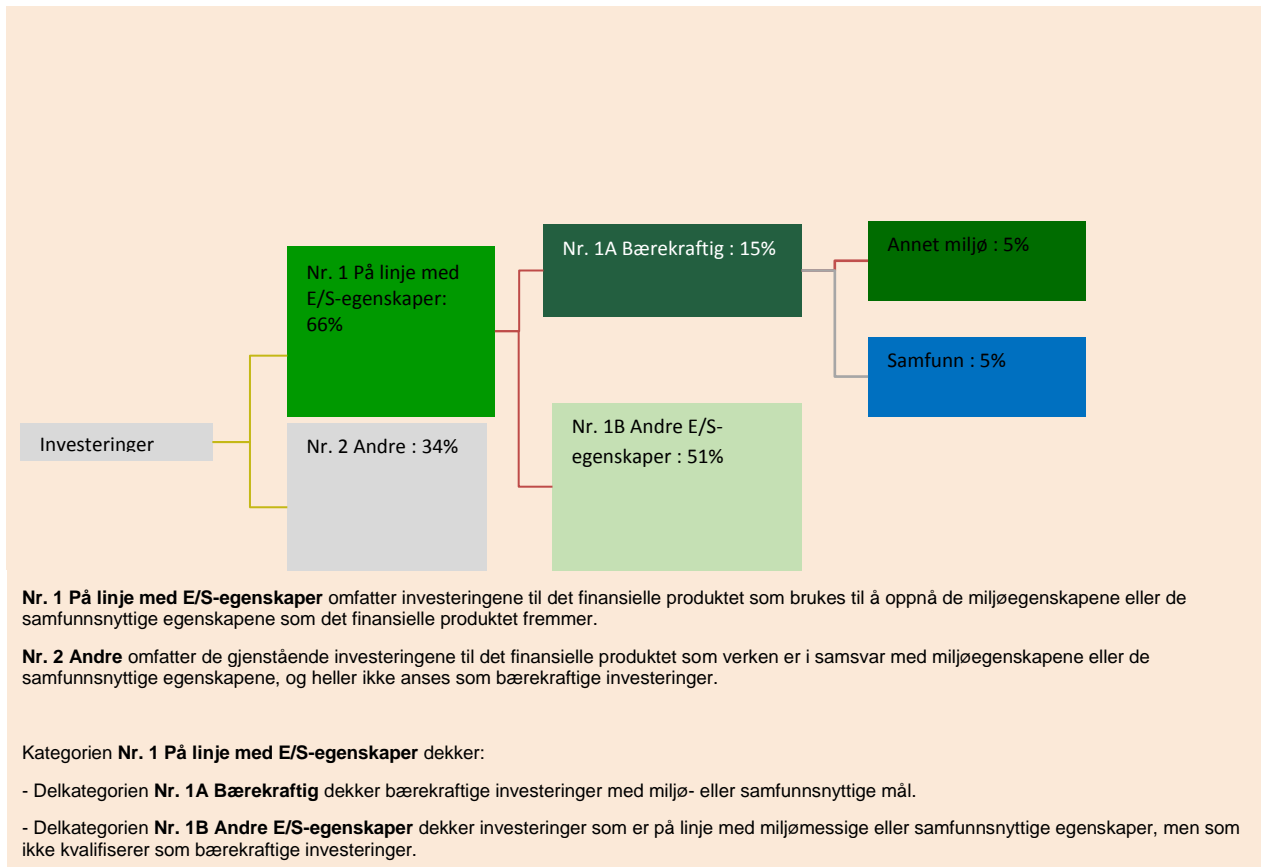 Nr. 1A Bærekraftig : 15%
Annet miljø : 5%
Nr. 1 På linje med
E/S-egenskaper:
66%
Samfunn : 5%
Nr. 1B Andre E/S-
egenskaper : 51%
Investeringer
Nr. 2 Andre : 34%
Nr. 1 På linje med E/S-egenskaper omfatter investeringene til det finansielle produktet som brukes til å oppnå de miljøegenskapene eller de
samfunnsnyttige egenskapene som det finansielle produktet fremmer.
Nr. 2 Andre omfatter de gjenstående investeringene til det finansielle produktet som verken er i samsvar med miljøegenskapene eller de
samfunnsnyttige egenskapene, og heller ikke anses som bærekraftige investeringer.
Kategorien Nr. 1 På linje med E/S-egenskaper dekker:
- Delkategorien Nr. 1A Bærekraftig dekker bærekraftige investeringer med miljø- eller samfunnsnyttige mål.
- Delkategorien Nr. 1B Andre E/S-egenskaper dekker investeringer som er på linje med miljømessige eller samfunnsnyttige egenskaper, men som
ikke kvalifiserer som bærekraftige investeringer.